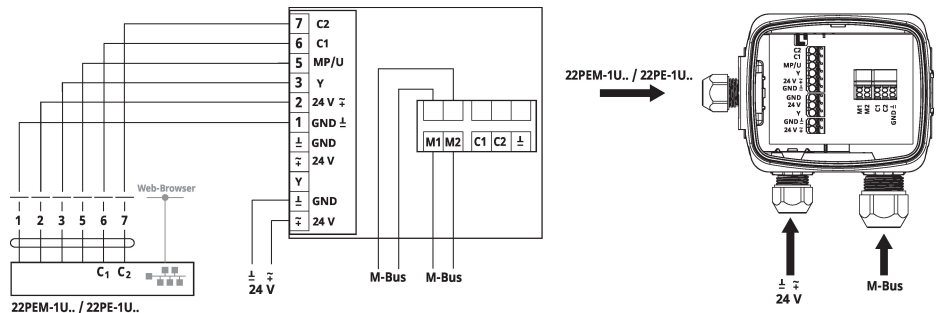 7 C2
6 C1
5 MP/U
3 Y
2 24 V ⏦
1 GND ⊥
⊥ GND
⏦ 24 V
Y
⊥ GND
⏦ 24 V
M1 M2 C1 C2 ⊥
Web-Browser
1 2 3 5 6 7
C1 C2
22PEM-1U.. / 22PE-1U..
⊥ ⏦
24 V
M-Bus M-Bus
22PEM-1U.. / 22PE-1U..
C2
C1
MP/U
Y
24 V ⏦
GND ⊥
GND
24 V
Y
GND ⊥
24 V ⏦
M1
M2
C1
C2
GND ⊥
⊥ ⏦
24 V
M-Bus